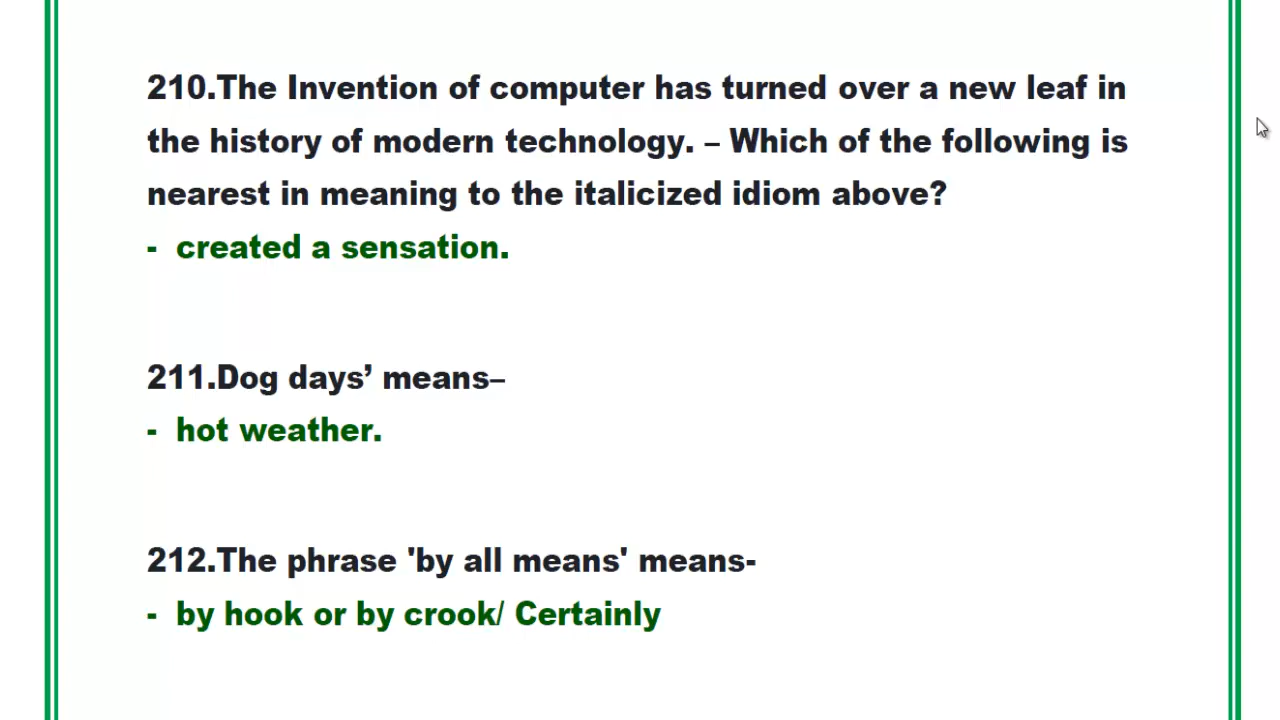 210.The Invention of computer has turned over a new leaf in
the history of modern technology. – Which of the following is
nearest in meaning to the italicized idiom above?
- created a sensation.
211.Dog days’ means–
- hot weather.
212.The phrase 'by all means' means-
- by hook or by crook/ Certainly